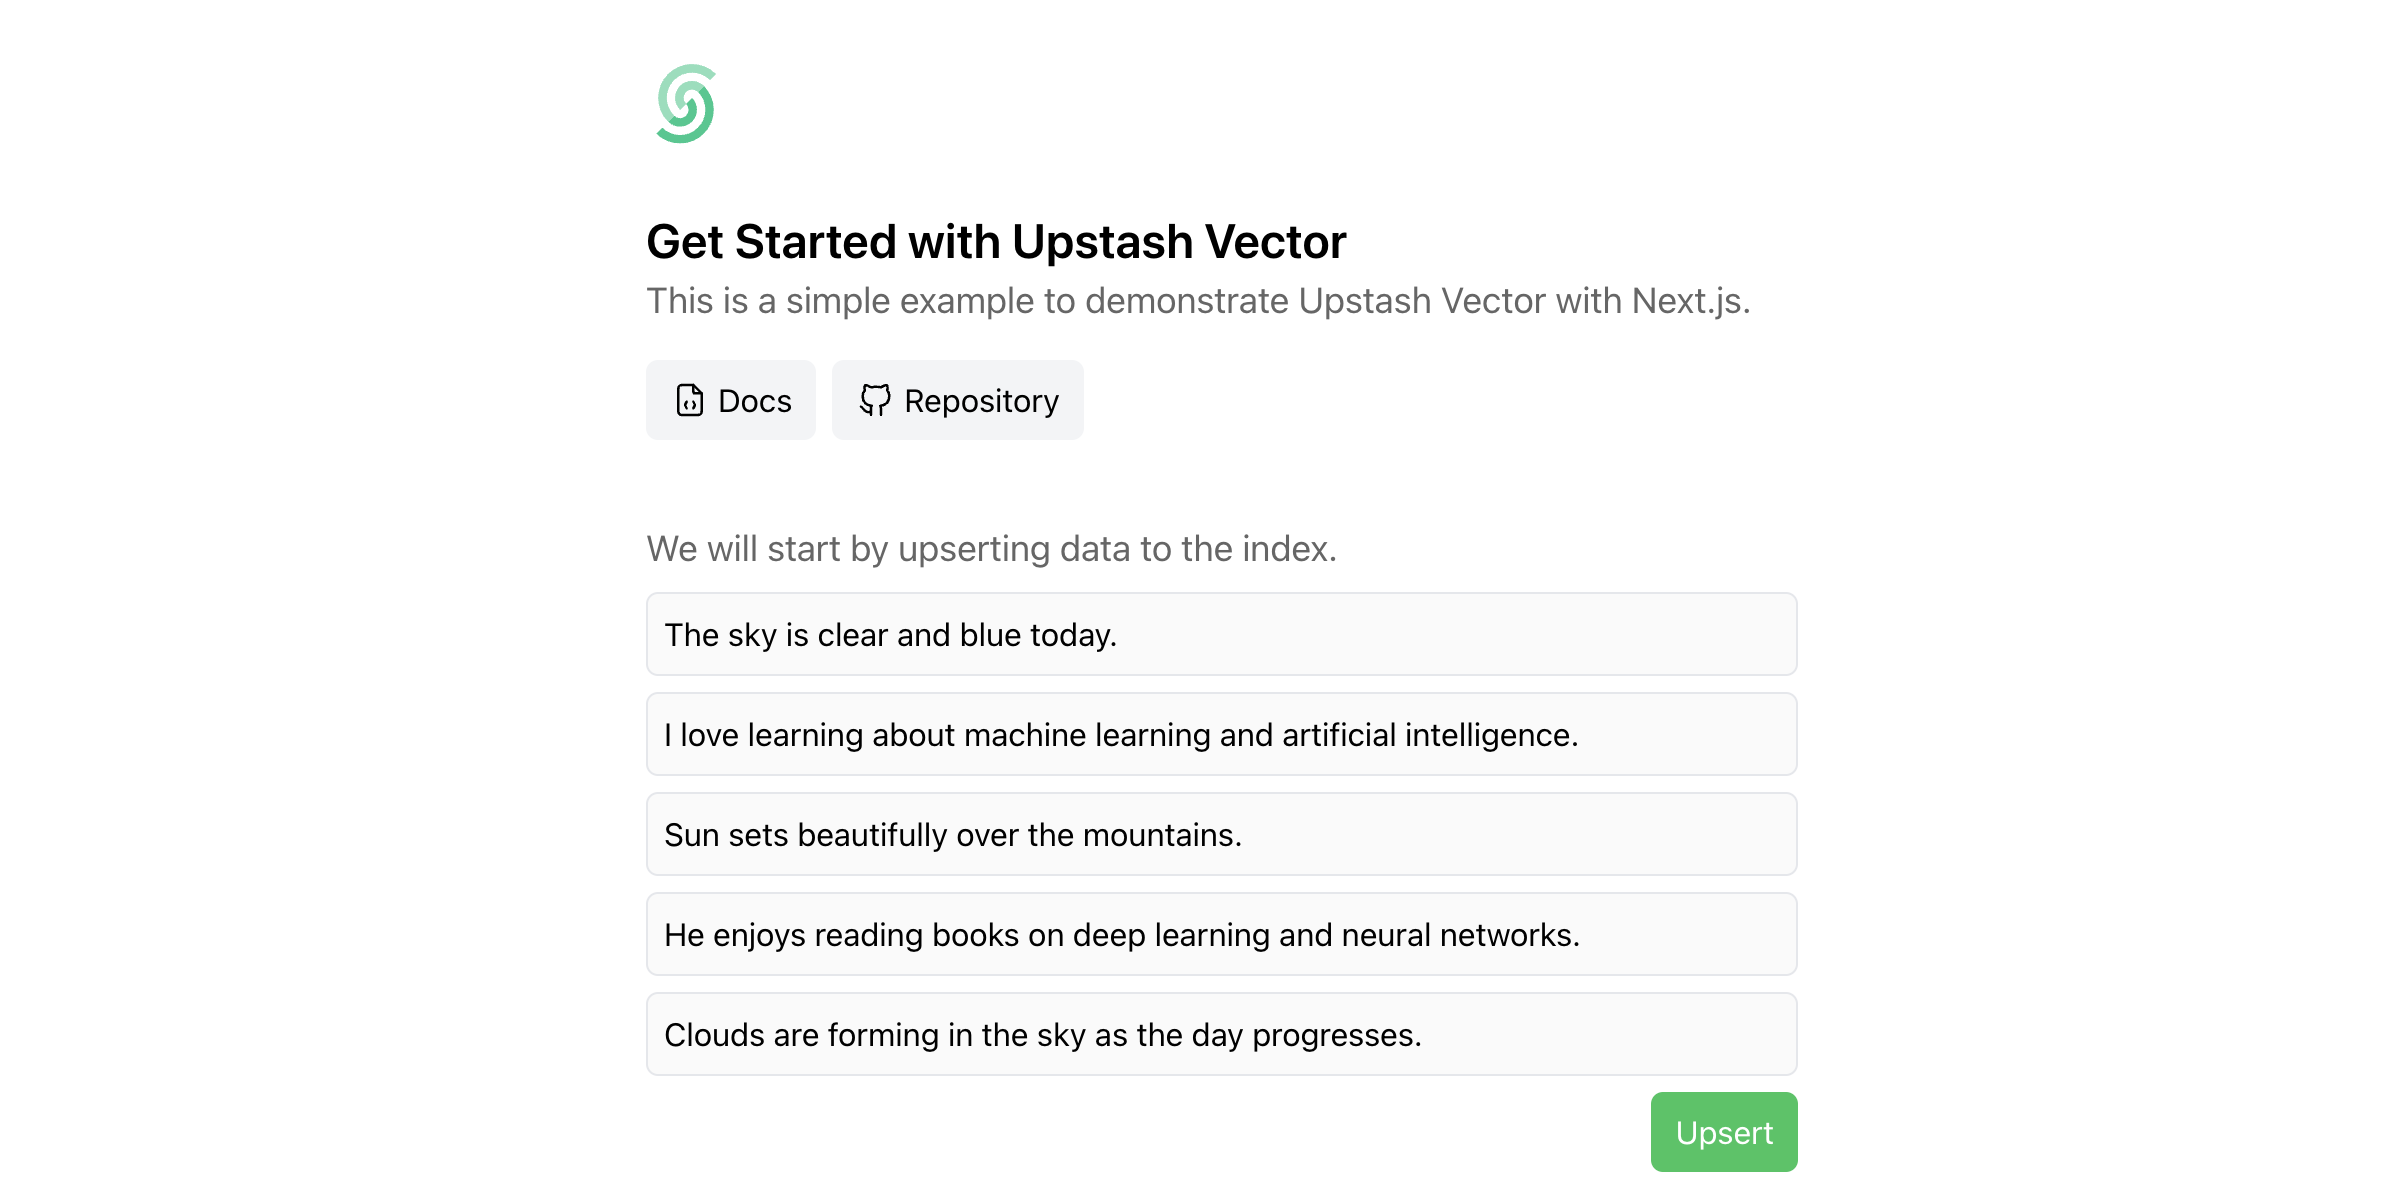 Get Started with Upstash Vector
This is a simple example to demonstrate Upstash Vector with Next.js.
Docs
Repository
We will start by upserting data to the index.
The sky is clear and blue today.
I love learning about machine learning and artificial intelligence.
Sun sets beautifully over the mountains.
He enjoys reading books on deep learning and neural networks.
Clouds are forming in the sky as the day progresses.
Upsert